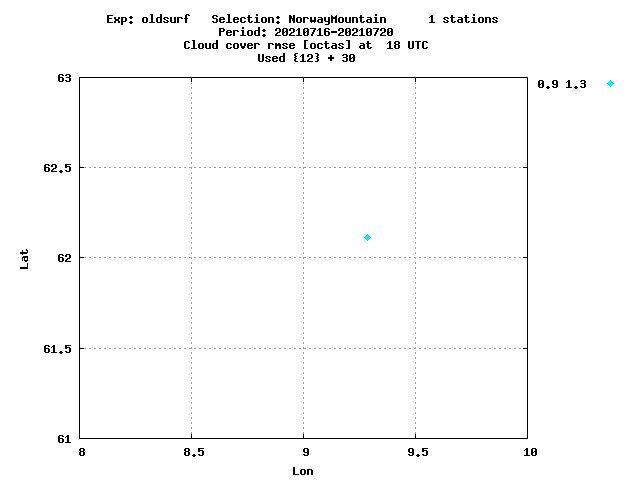 Exp: oldsurf Selection: NorwayMountain 1 stations
Period: 20210716-20210720
Cloud cover rmse [octas] at 18 UTC
Used {12} + 30
63
0.9 1.3
62.5
Lat
62
61.5
61
8 8.5 9 9.5 10
Lon